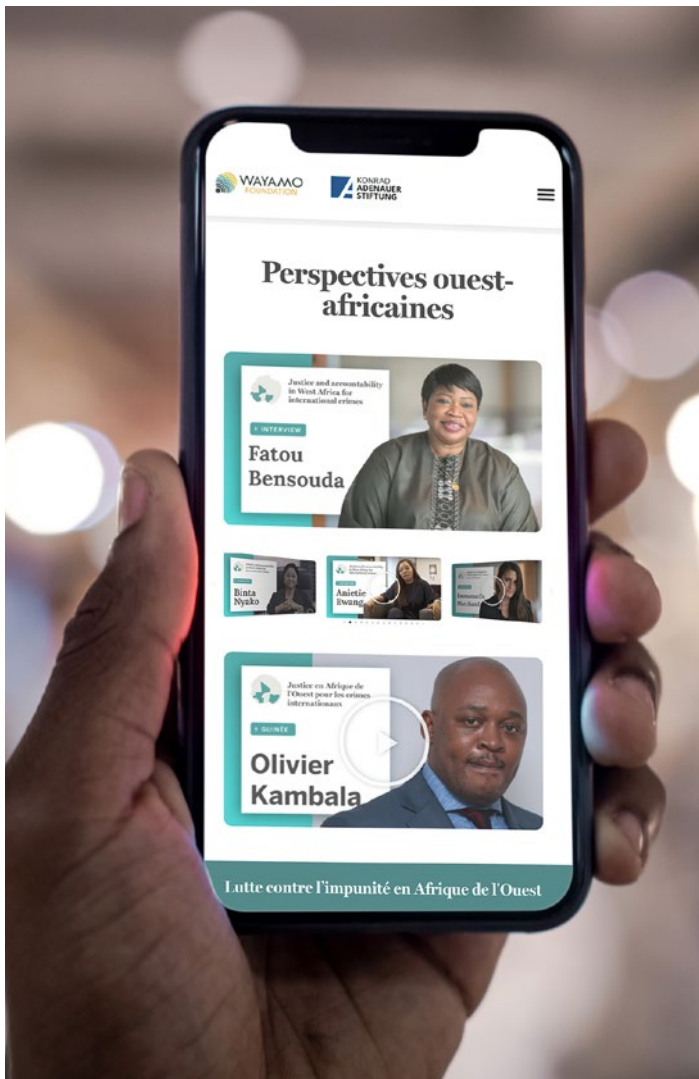 WAYAMO
FOUNDATION
KONRAD
ADENAUER
STIFTUNG
Perspectives ouest-
africaines
Justice and accountability
in West Africa for
international crimes
INTERVIEW
Fatou
Bensouda
Binta
Nyako
Anietie
Ewang
Justice en Afrique de
l'Ouest pour les crimes
internationaux
GUINÉE
Olivier
Kambala
Lutte contre l'impunité en Afrique de l'Ouest